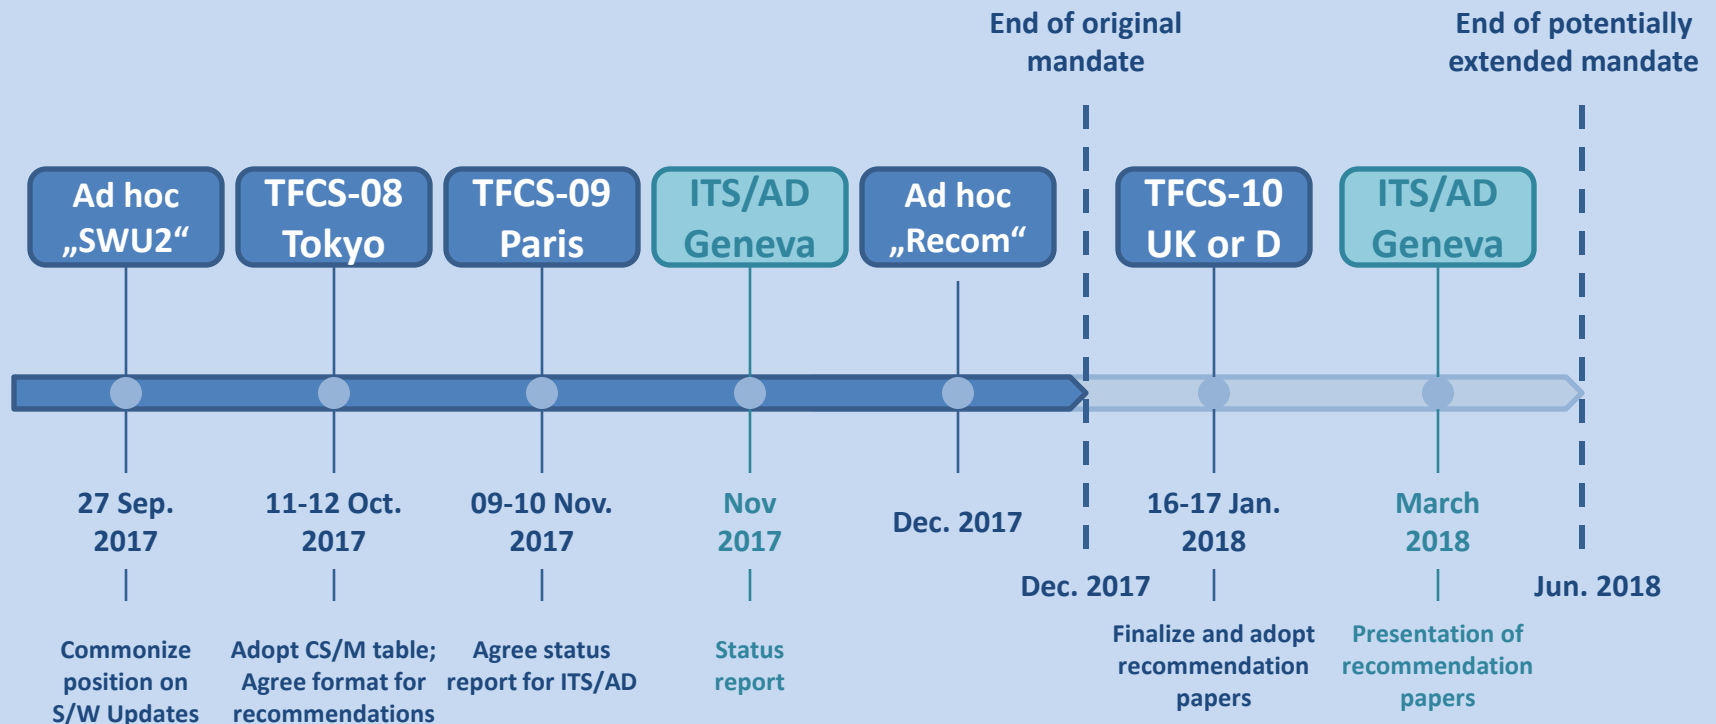 End of original
mandate
End of potentially
extended mandate
Ad hoc
„SWU2“
TFCS-08
Tokyo
TFCS-09
Paris
ITS/AD
Geneva
Ad hoc
„Recom“
TFCS-10
UK or D
ITS/AD
Geneva
27 Sep.
2017
11-12 Oct.
2017
09-10 Nov.
2017
Nov
2017
Dec. 2017
16-17 Jan.
2018
March
2018
Dec. 2017
Jun. 2018
Commonize
position on
S/W Updates
Adopt CS/M table;
Agree format for
recommendations
Agree status
report for ITS/AD
Status
report
Finalize and adopt
recommendation
papers
Presentation of
recommendation
papers